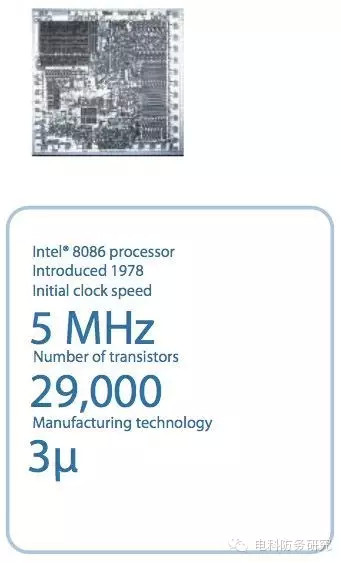 Intel® 8086 processor
Introduced 1978
Initial clock speed
5 MHz
Number of transistors
29,000
Manufacturing technology
3μ
电科防务研究